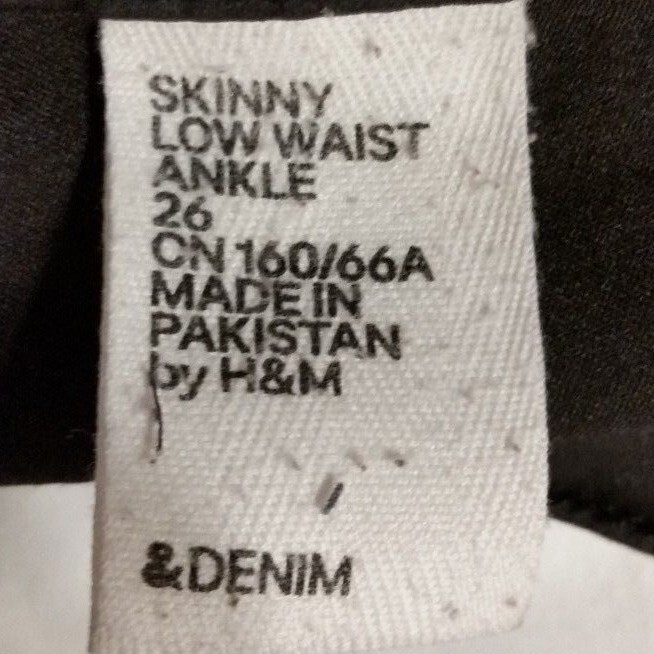 SKINNY
LOW WAIST
ANKLE
26
CN 160/66A
MADE IN
PAKISTAN
by H&M
&DENIM